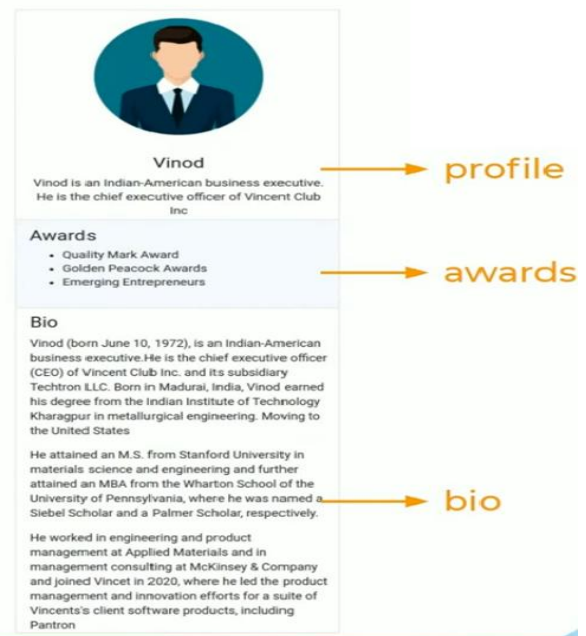 Vinod
profile
Vinod is an Indian-American business executive.
He is the chief executive officer of Vincent Club
Inc
Awards
• Quality Mark Award
• Golden Peacock Awards
• Emerging Entrepreneurs
awards
Bio
Vinod (born June 10, 1972), is an Indian-American
business executive.He is the chief executive officer
(CEO) of Vincent Club Inc. and its subsidiary
Techtron LLC. Born in Madurai, India, Vinod earned
his degree from the Indian Institute of Technology
Kharagpur in metallurgical engineering. Moving to
the United States
He attained an M.S. from Stanford University in
materials science and engineering and further
attained an MBA from the Wharton School of the
University of Pennsylvania, where he was named a
Siebel Scholar and a Palmer Scholar, respectively.
bio
He worked in engineering and product
management at Applied Materials and in
management consulting at McKinsey & Company
and joined Vincet in 2020, where he led the product
management and innovation efforts for a suite of
Vincents's client software products, including
Pantron